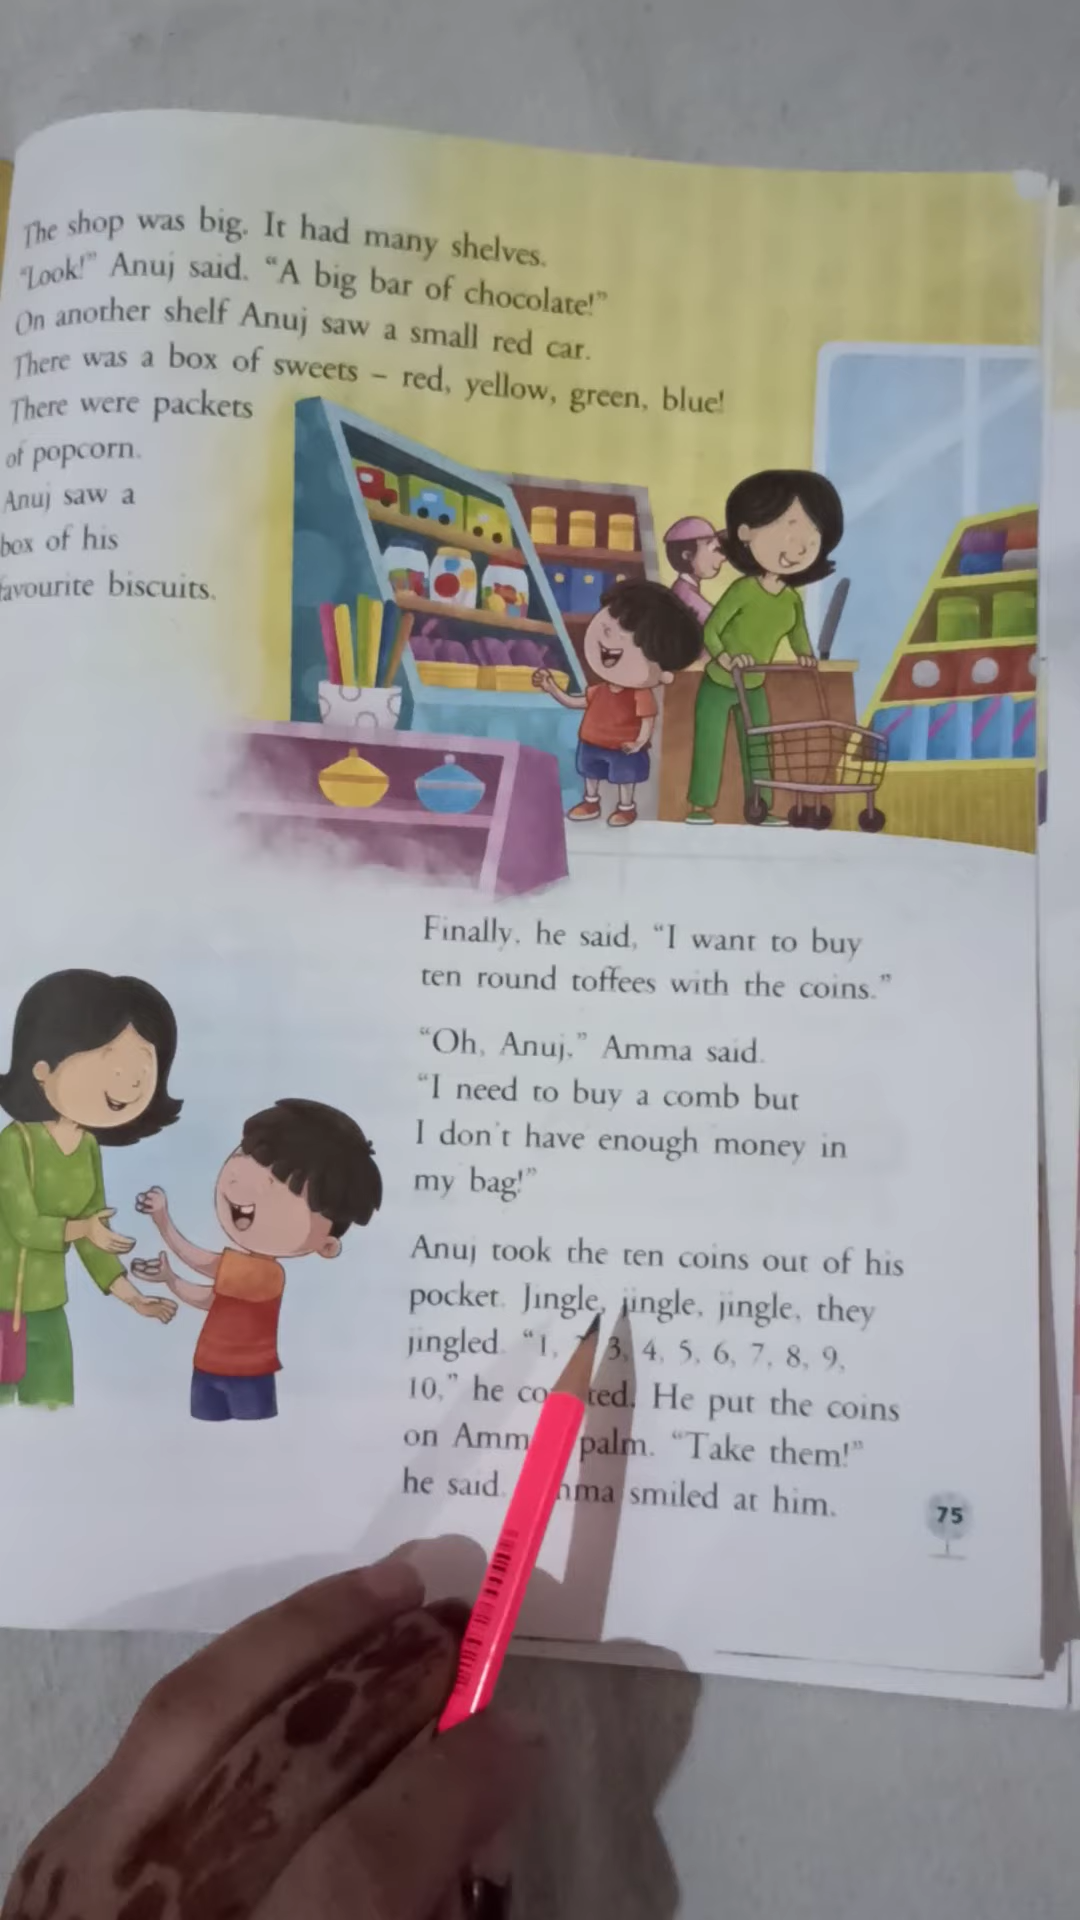 The shop was big. It had many shelves.
"Look!" Anuj said. "A big bar of chocolate!"
On another shelf Anuj saw a small red car.
There was a box of sweets – red, yellow, green, blue!
There were packets
of popcorn.
Anuj saw a
box of his
favourite biscuits.
Finally, he said, "I want to buy
ten round toffees with the coins."
"Oh, Anuj," Amma said.
"I need to buy a comb but
I don't have enough money in
my bag!"
Anuj took the ten coins out of his
pocket. Jingle, jingle, jingle, they
jingled. "1, 3, 4, 5, 6, 7, 8, 9,
10," he He put the coins
on palm. "Take them!"
he said. smiled at him.
75